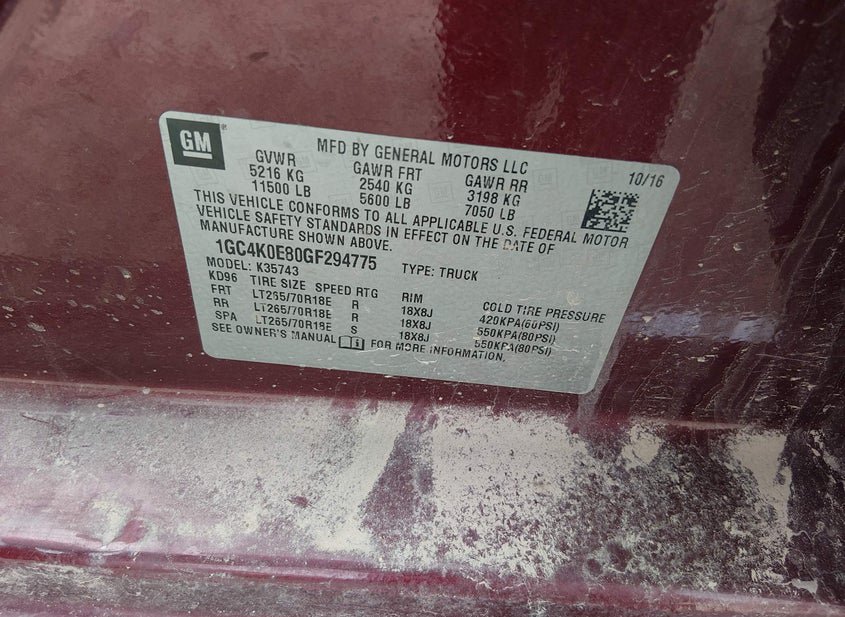 GM
MFD BY GENERAL MOTORS LLC
10/16
GVWR GAWR FRT GAWR RR
5216 KG 2540 KG 3198 KG
11500 LB 5600 LB 7050 LB
THIS VEHICLE CONFORMS TO ALL APPLICABLE U.S. FEDERAL MOTOR
VEHICLE SAFETY STANDARDS IN EFFECT ON THE DATE OF
MANUFACTURE SHOWN ABOVE.
1GC4K0E80GF294775 TYPE: TRUCK
MODEL: K35743
KD96 TIRE SIZE SPEED RTG RIM COLD TIRE PRESSURE
FRT LT265/70R18E R 18X8J 420KPA(60PSI)
RR LT265/70R18E R 18X8J 550KPA(80PSI)
SPA LT265/70R18E S 18X8J 550KPA(80PSI)
SEE OWNER'S MANUAL FOR MORE INFORMATION.